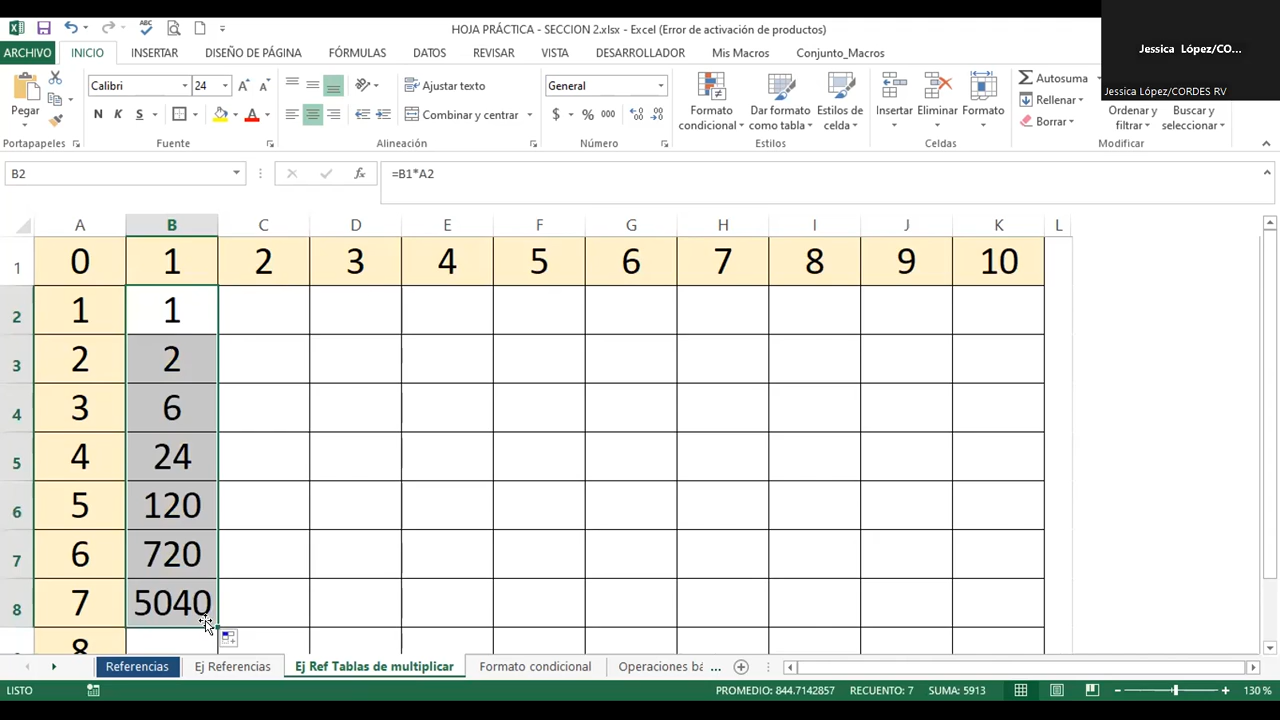 HOJA PRÁCTICA - SECCION 2.xlsx - Excel (Error de activación de productos)
Jessica López/CO...
Jessica López/CORDES RV
ARCHIVO INICIO INSERTAR DISEÑO DE PÁGINA FÓRMULAS DATOS REVISAR VISTA DESARROLLADOR Mis Macros Conjunto_Macros
Calibri 24 Ajustar texto General Autosuma
Pegar N K S Combinar y centrar $ % 000 Formato condicional Dar formato como tabla Estilos de celda Insertar Eliminar Formato Rellenar Borrar Ordenar y filtrar Buscar y seleccionar
Portapapeles Fuente Alineación Número Estilos Celdas Modificar
B2 fx =B1*A2
A B C D E F G H I J K L
1 0 1 2 3 4 5 6 7 8 9 10
2 1 1
3 2 2
4 3 6
5 4 24
6 5 120
7 6 720
8 7 5040
8
Referencias Ej Referencias Ej Ref Tablas de multiplicar Formato condicional Operaciones ba ...
LISTO PROMEDIO: 844.7142857 RECUENTO: 7 SUMA: 5913 130 %